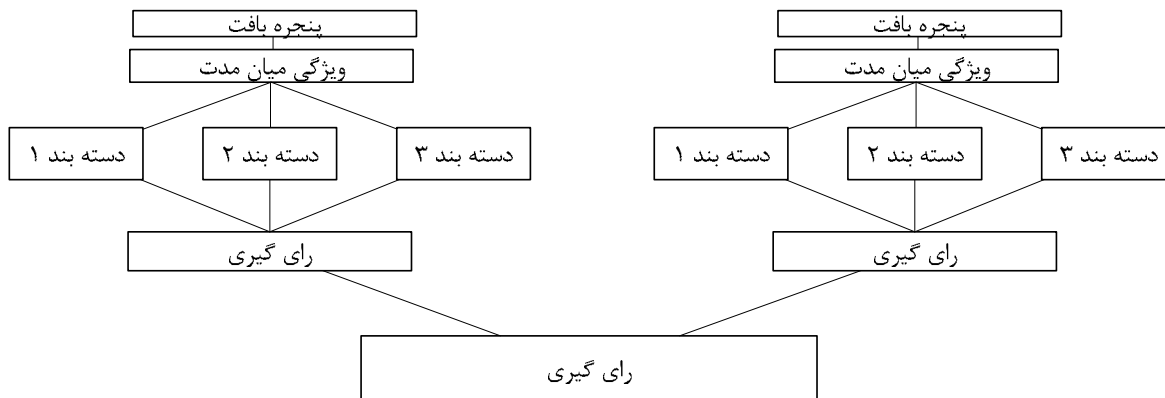 پنجره بافت
پنجره بافت
ویژگی میان مدت
ویژگی میان مدت
دسته بند ۳
دسته بند ۲
دسته بند ۱
دسته بند ۳
دسته بند ۲
دسته بند ۱
رای گیری
رای گیری
رای گیری